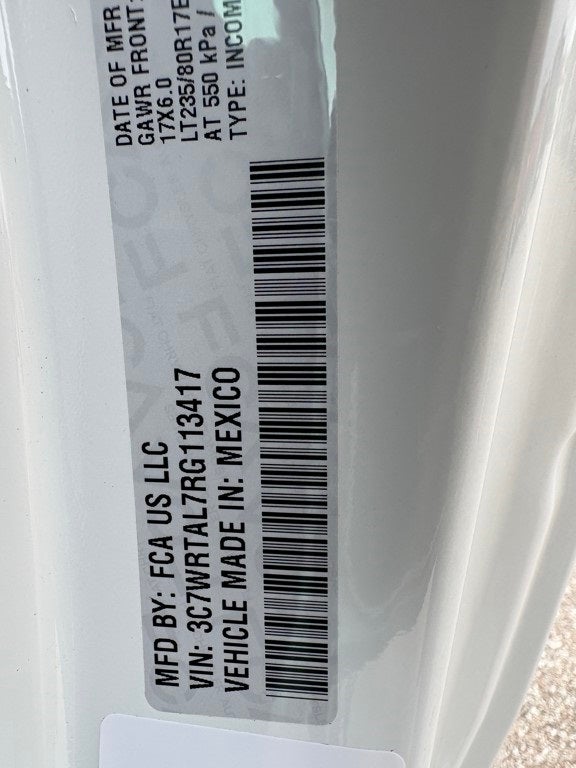 MFD BY: FCA US LLC
VIN: 3C7WRTAL7RG113417
VEHICLE MADE IN: MEXICO
DATE OF MFR
GAWR FRONT:
17X6.0
LT235/80R17E
AT 550 kPa /
TYPE: INCOM